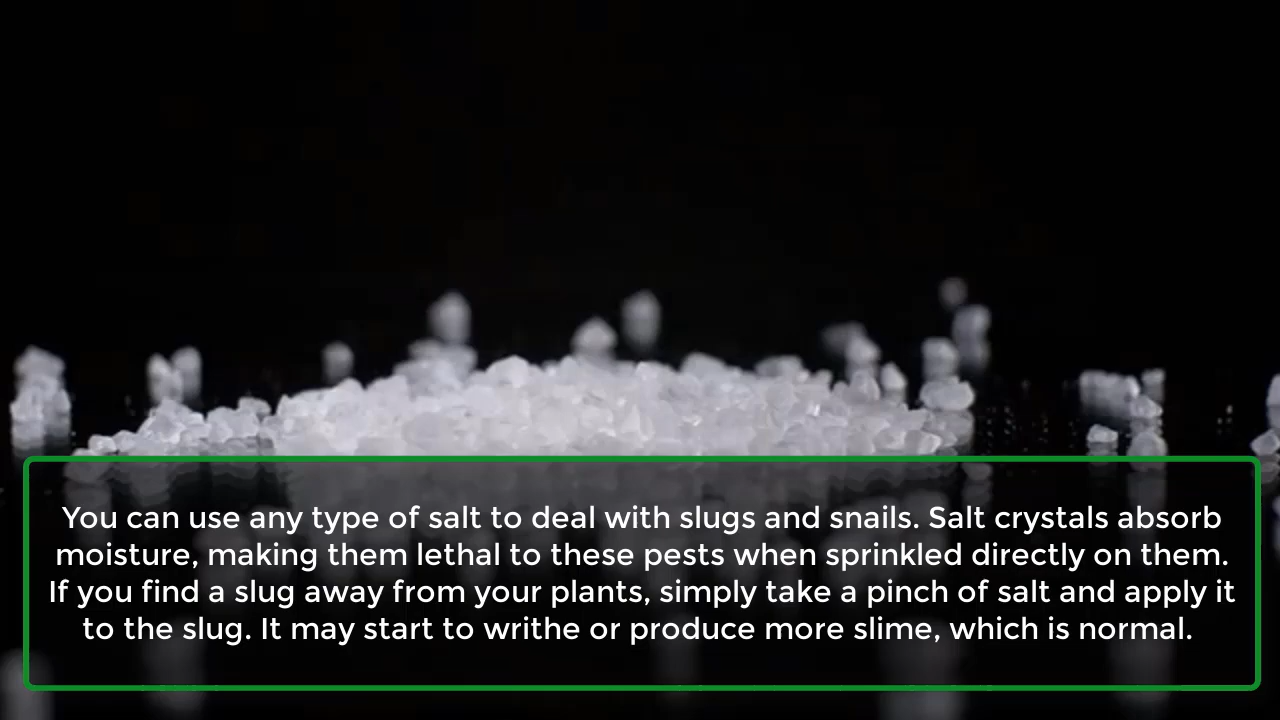 You can use any type of salt to deal with slugs and snails. Salt crystals absorb
moisture, making them lethal to these pests when sprinkled directly on them.
If you find a slug away from your plants, simply take a pinch of salt and apply it
to the slug. It may start to writhe or produce more slime, which is normal.